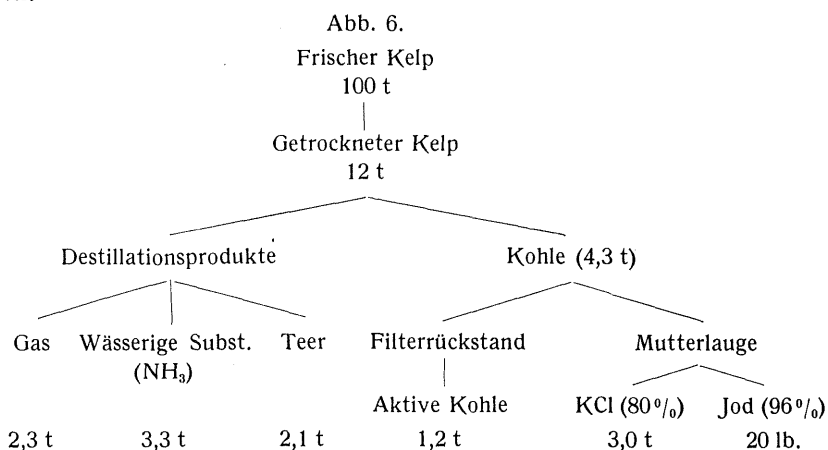 Abb. 6.
Frischer Kelp
100 t
Getrockneter Kelp
12 t
Destillationsprodukte Kohle (4,3 t)
Gas Wässerige Subst. Teer Filterrückstand Mutterlauge
(NH₃)
Aktive Kohle KCl (80%) Jod (96%)
2,3 t 3,3 t 2,1 t 1,2 t 3,0 t 20 lb.